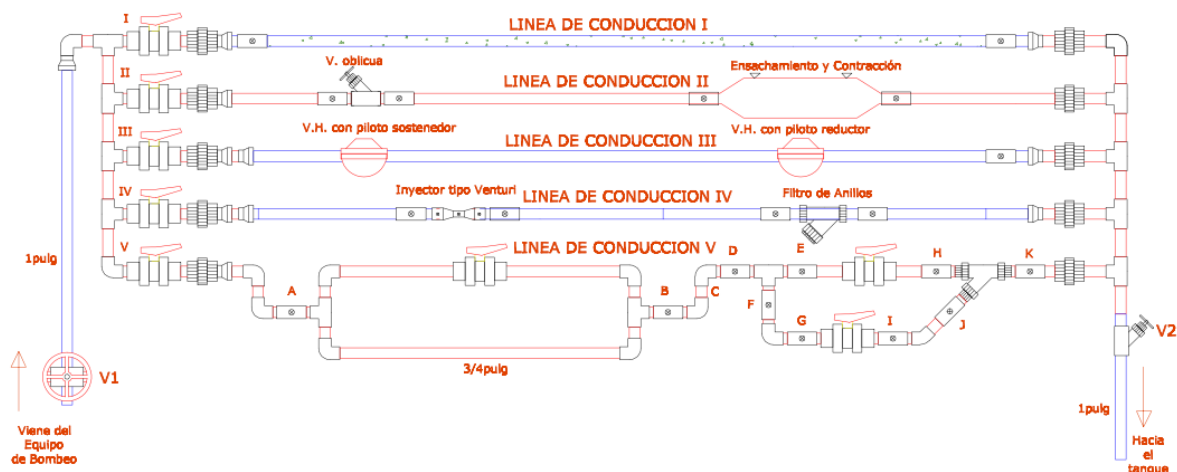 I
LINEA DE CONDUCCION I
II
V. oblicua
LINEA DE CONDUCCION II
Ensachamiento y Contracción
III
V.H. con piloto sostenedor
LINEA DE CONDUCCION III
V.H. con piloto reductor
IV
Inyector tipo Venturi
LINEA DE CONDUCCION IV
Filtro de Anillos
V
LINEA DE CONDUCCION V
1pulg
A
B
C
D
E
F
G
H
I
J
K
3/4pulg
V1
V2
1pulg
Viene del
Equipo
de Bombeo
Hacia
el
tanque